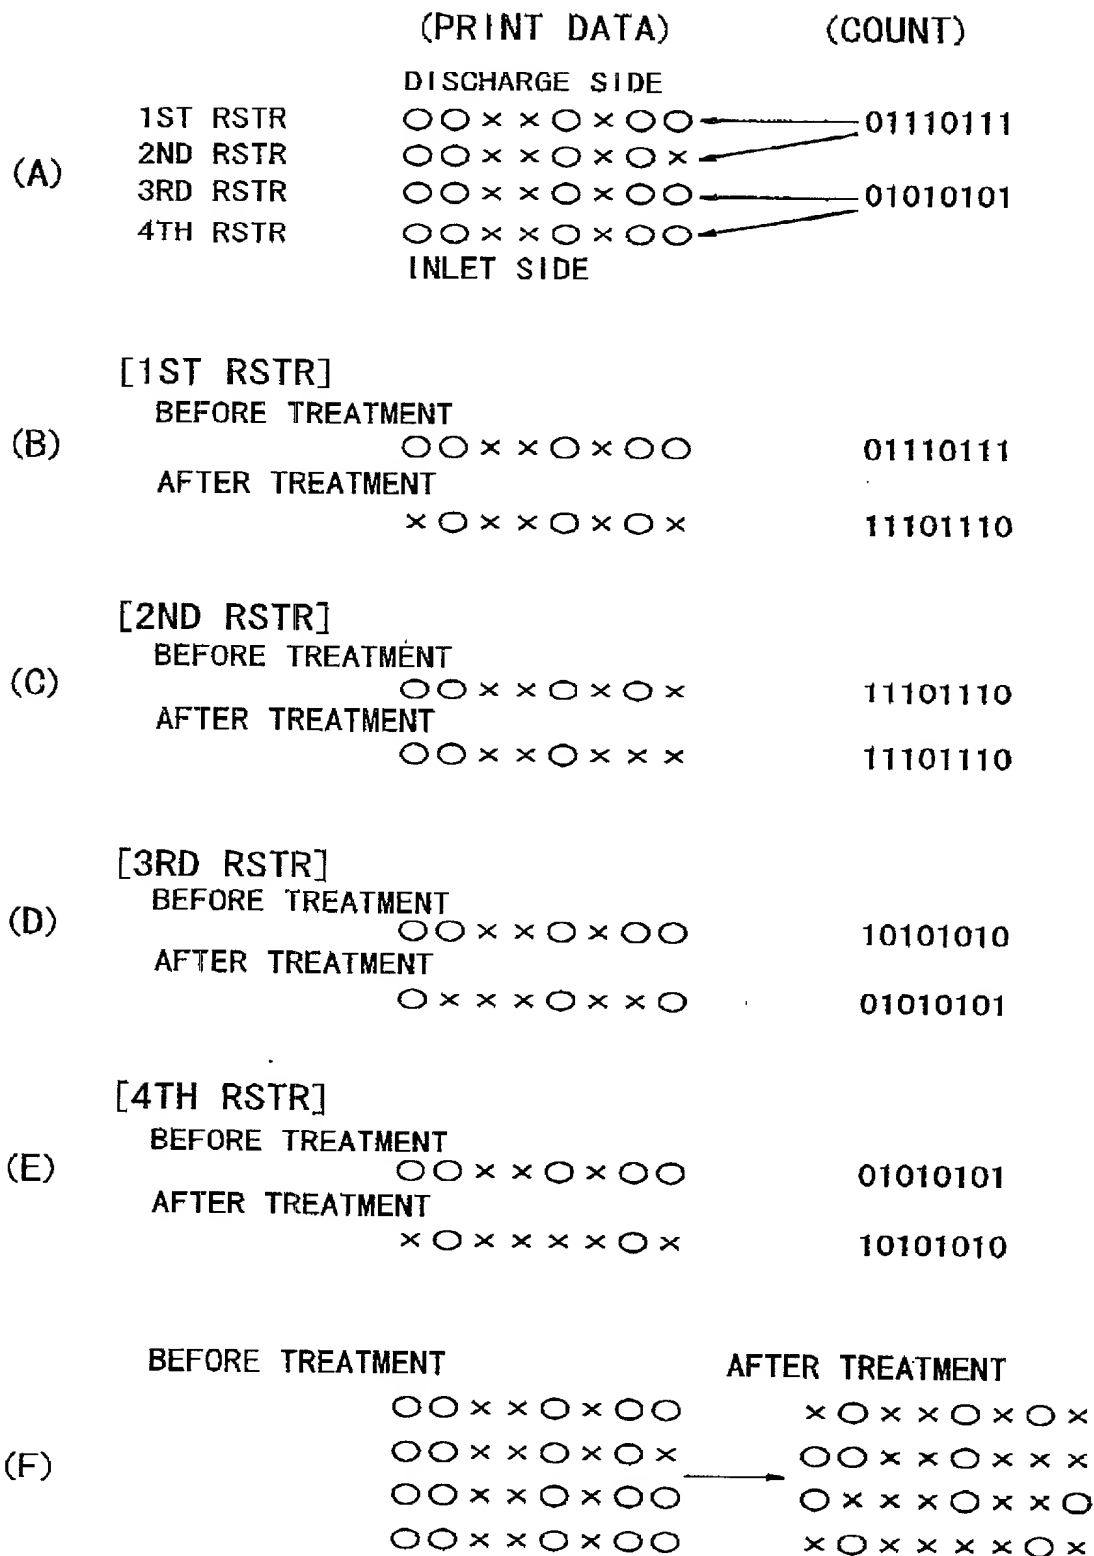 (PRINT DATA) (COUNT)
DISCHARGE SIDE
1ST RSTR ○○××○×○○ 01110111
(A)
2ND RSTR ○○××○×○×
3RD RSTR ○○××○×○○ 01010101
4TH RSTR ○○××○×○○
INLET SIDE
[1ST RSTR]
BEFORE TREATMENT
(B) ○○××○×○○ 01110111
AFTER TREATMENT
×○××○×○× 11101110
[2ND RSTR]
BEFORE TREATMENT
(C) ○○××○×○× 11101110
AFTER TREATMENT
○○××○××× 11101110
[3RD RSTR]
BEFORE TREATMENT
(D) ○○××○×○○ 10101010
AFTER TREATMENT
○×××○××○ 01010101
[4TH RSTR]
BEFORE TREATMENT
(E) ○○××○×○○ 01010101
AFTER TREATMENT
×○××××○× 10101010
BEFORE TREATMENT AFTER TREATMENT
○○××○×○○ ×○××○×○×
(F) ○○××○×○× ○○××○×××
○○××○×○○ ○×××○××○
○○××○×○○ ×○××××○×